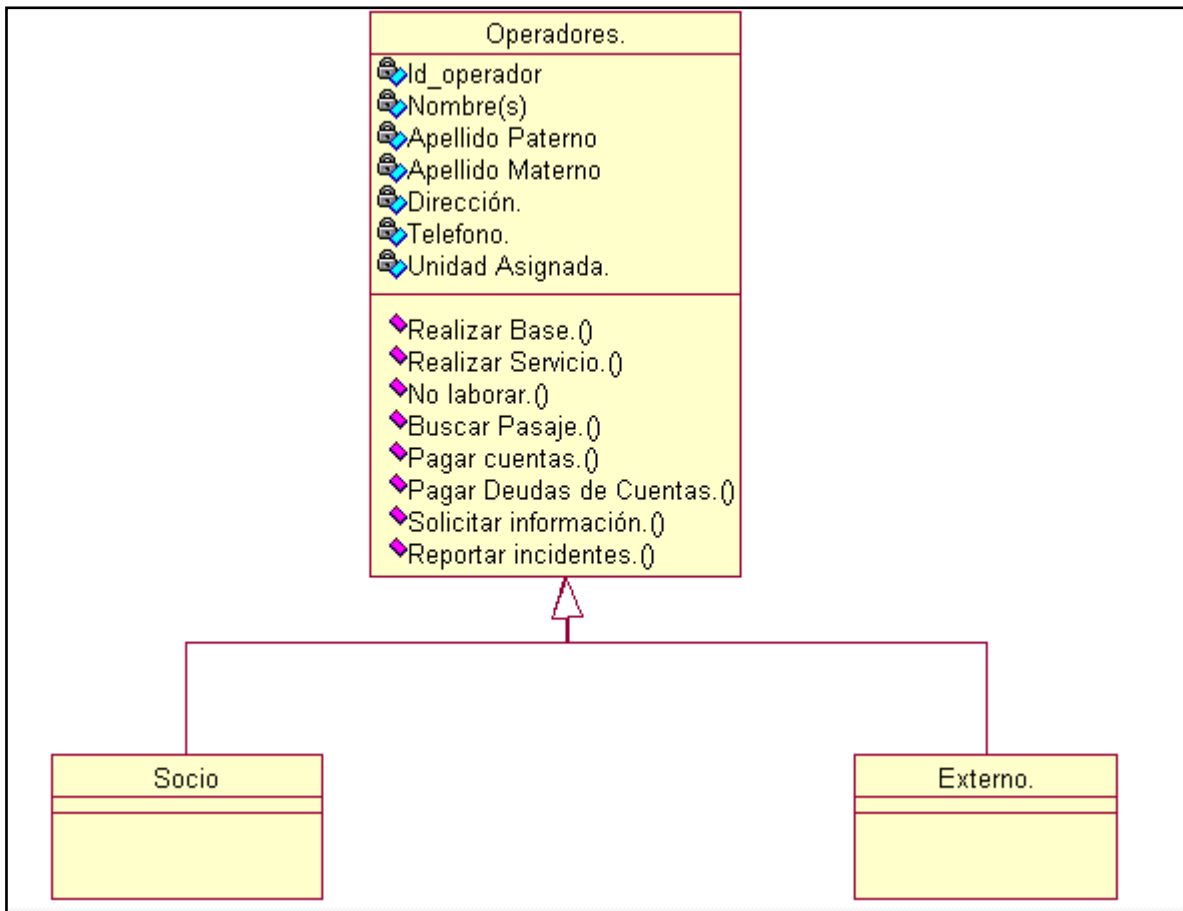 Operadores.
Id_operador
Nombre(s)
Apellido Paterno
Apellido Materno
Dirección.
Telefono.
Unidad Asignada.
Realizar Base.()
Realizar Servicio.()
No laborar.()
Buscar Pasaje.()
Pagar cuentas.()
Pagar Deudas de Cuentas.()
Solicitar información.()
Reportar incidentes.()
Socio
Externo.